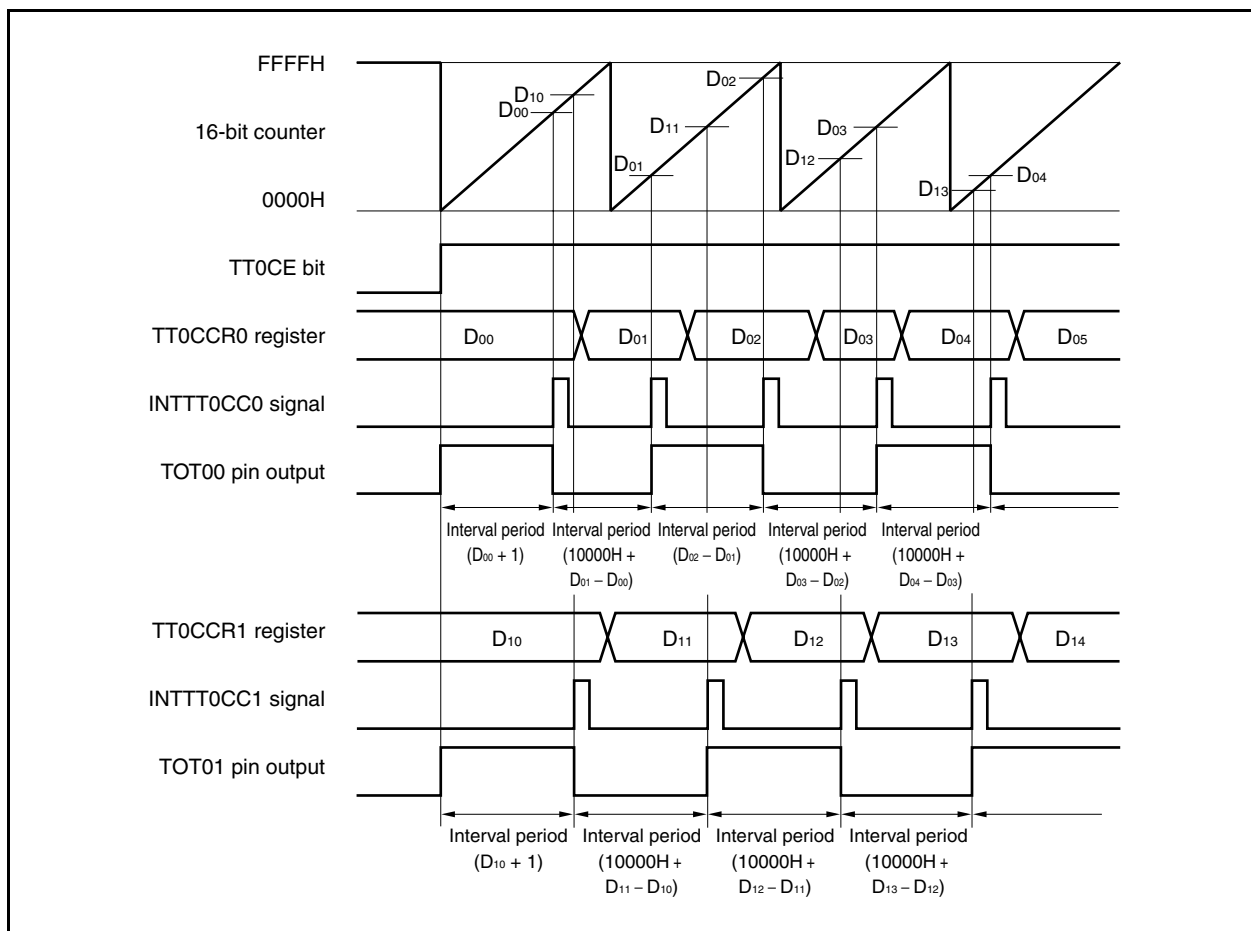 FFFFH
D10
D00
16-bit counter
0000H
D01
D11
D02
D12
D03
D13
D04
TT0CE bit
TT0CCR0 register
D00
D01
D02
D03
D04
D05
INTTT0CC0 signal
TOT00 pin output
Interval period
(D00 + 1)
Interval period
(10000H +
D01 – D00)
Interval period
(D02 – D01)
Interval period
(10000H +
D03 – D02)
Interval period
(10000H +
D04 – D03)
TT0CCR1 register
D10
D11
D12
D13
D14
INTTT0CC1 signal
TOT01 pin output
Interval period
(D10 + 1)
Interval period
(10000H +
D11 – D10)
Interval period
(10000H +
D12 – D11)
Interval period
(10000H +
D13 – D12)